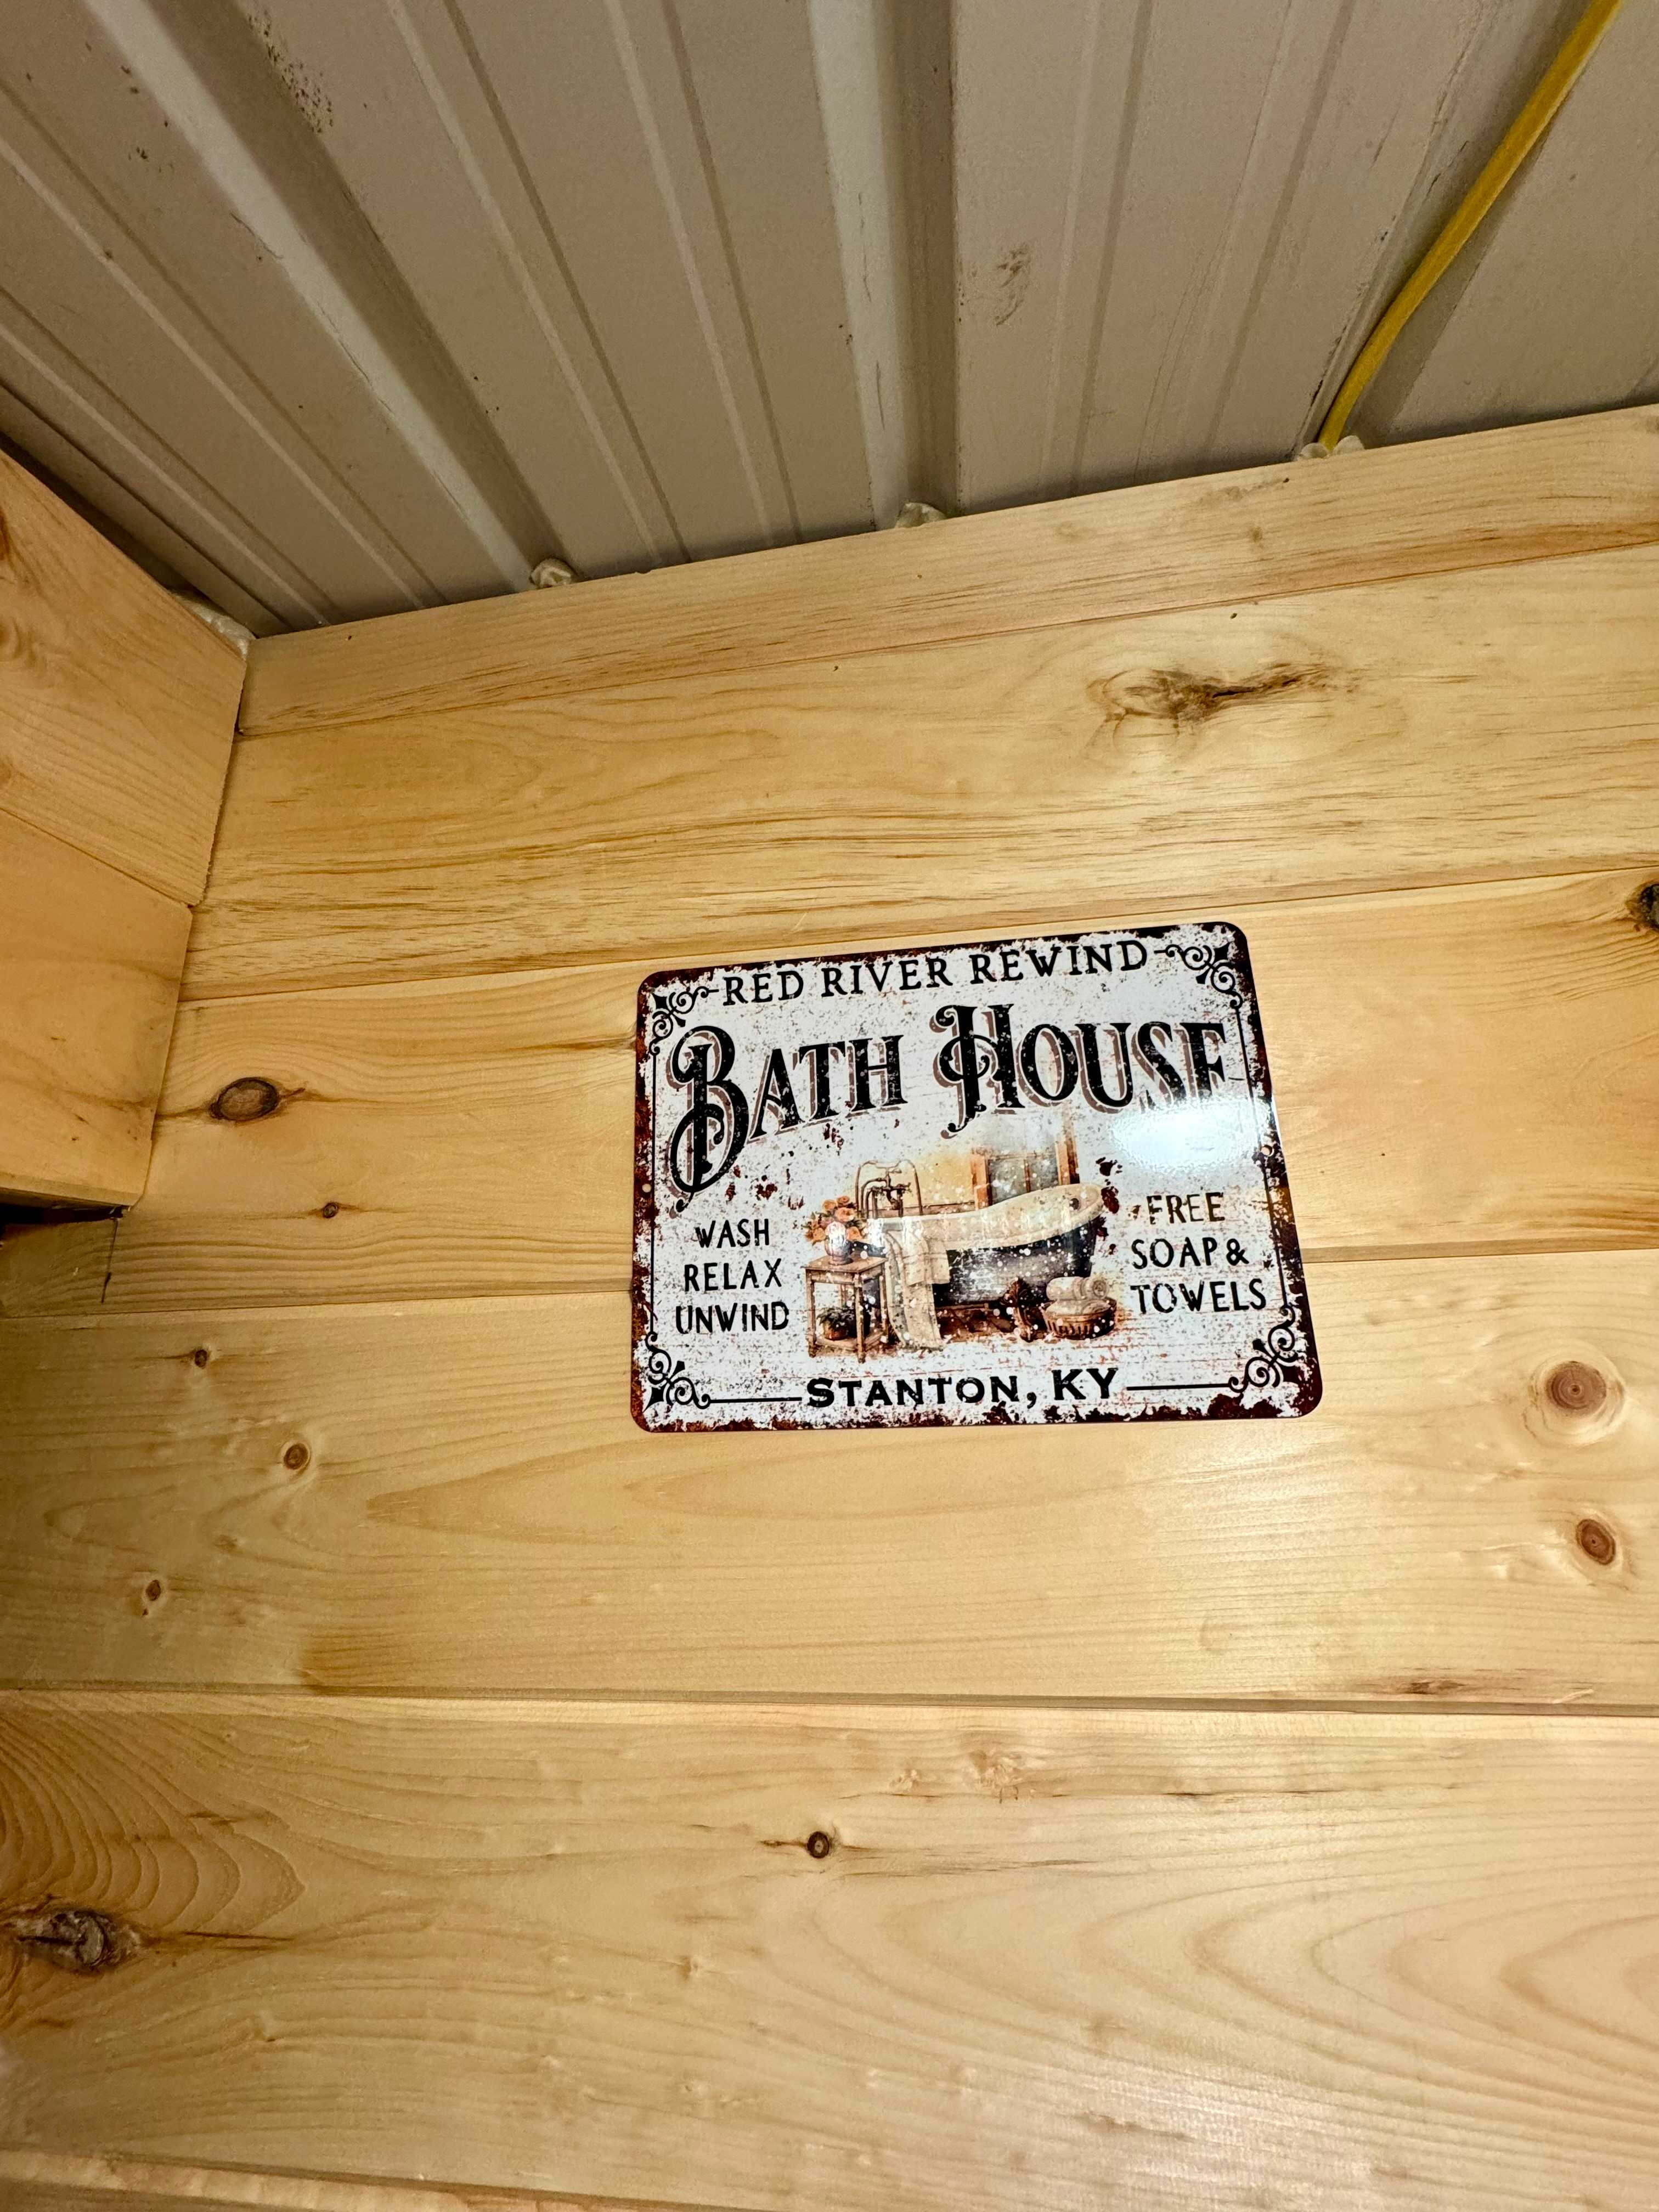 RED RIVER REWIND
BATH HOUSE
WASH
RELAX
UNWIND
FREE
SOAP &
TOWELS
STANTON, KY